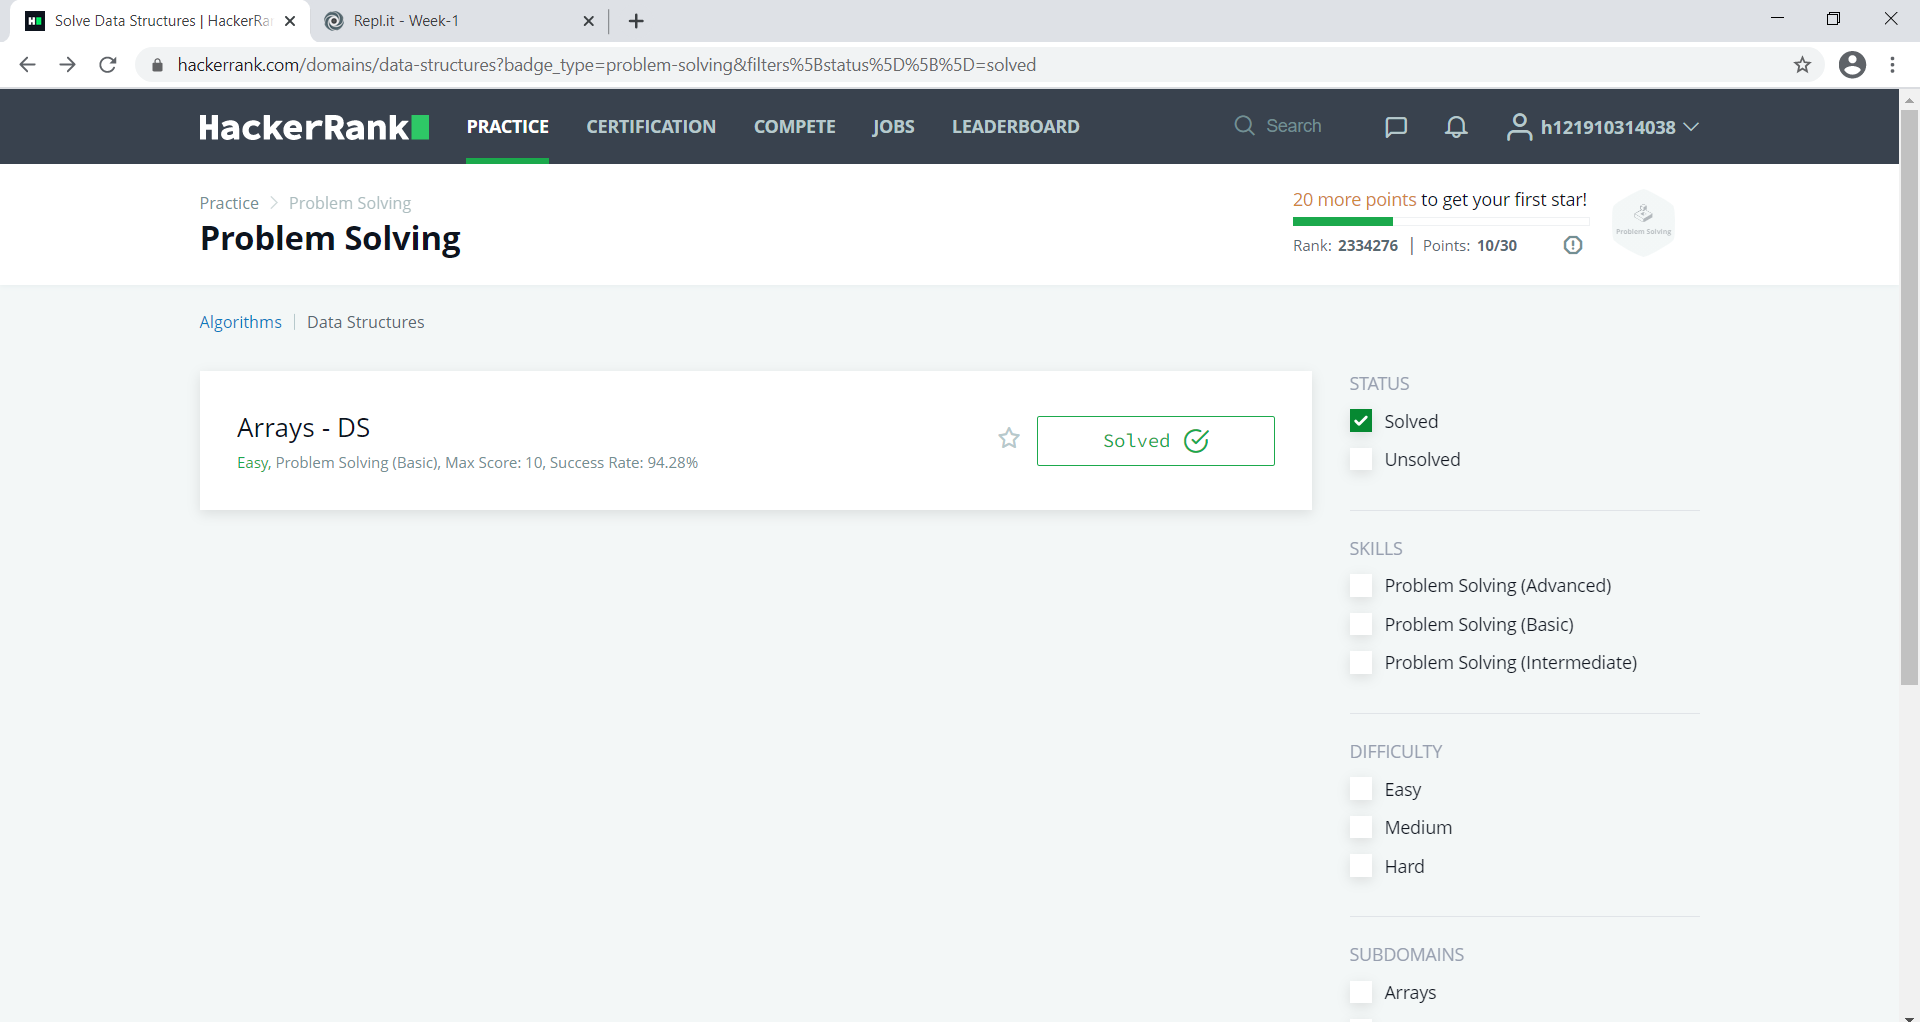 Solve Data Structures | HackerRa
Repl.it - Week-1
hackerrank.com/domains/data-structures?badge_type=problem-solving&filters%5Bstatus%5D%5B%5D=solved
HackerRank
PRACTICE
CERTIFICATION
COMPETE
JOBS
LEADERBOARD
Search
h121910314038
Practice
Problem Solving
Problem Solving
20 more points to get your first star!
Rank: 2334276 | Points: 10/30
Problem Solving
Algorithms
Data Structures
Arrays - DS
Easy, Problem Solving (Basic), Max Score: 10, Success Rate: 94.28%
Solved
STATUS
Solved
Unsolved
SKILLS
Problem Solving (Advanced)
Problem Solving (Basic)
Problem Solving (Intermediate)
DIFFICULTY
Easy
Medium
Hard
SUBDOMAINS
Arrays